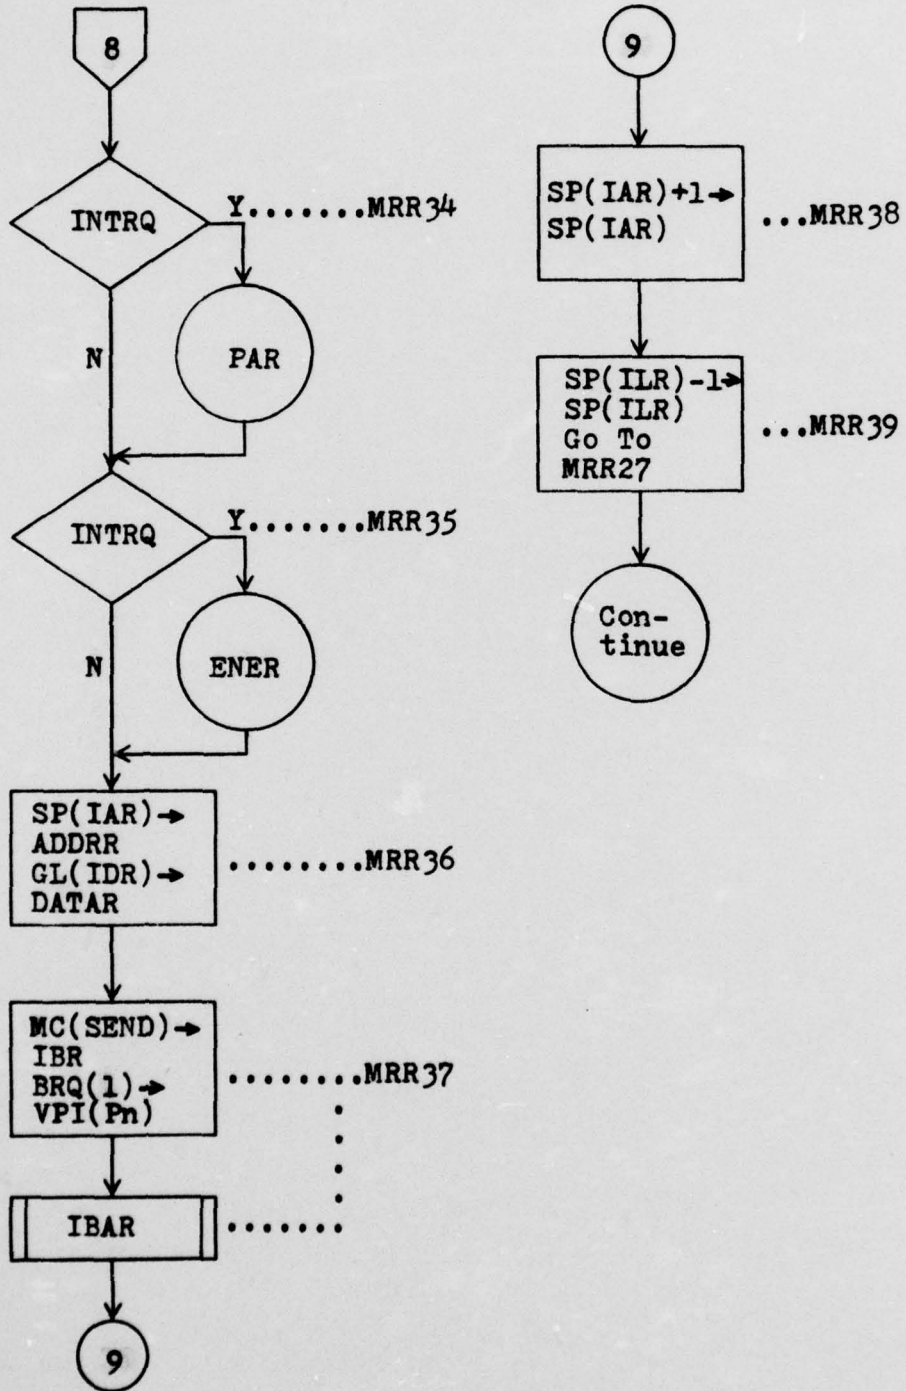 8
INTRQ
Y.......MRR34
N
PAR
INTRQ
Y.......MRR35
N
ENER
SP(IAR)→
ADDRR
GL(IDR)→
DATAR
........MRR36
MC(SEND)→
IBR
BRQ(1)→
VPI(Pn)
........MRR37
IBAR
9
9
SP(IAR)+1→
SP(IAR)
...MRR38
SP(ILR)-1→
SP(ILR)
Go To
MRR27
...MRR39
Con-
tinue